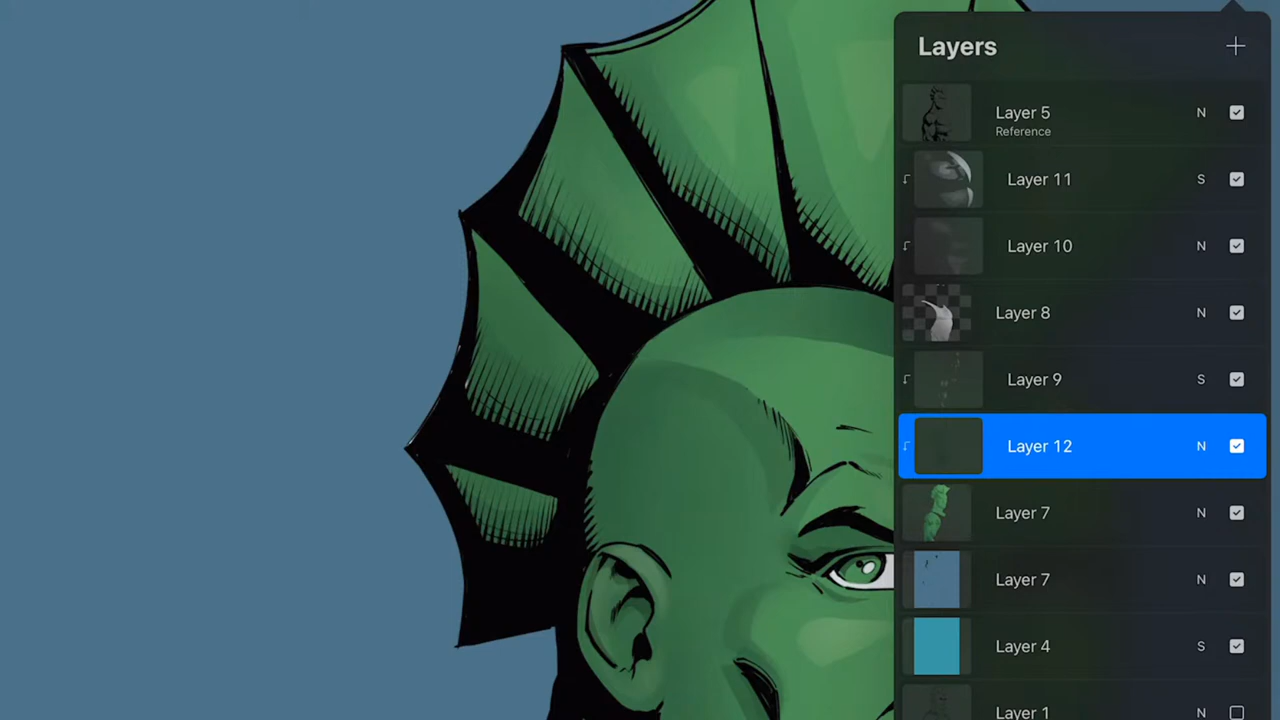 Layers
Layer 5 N
Reference
Layer 11 S
Layer 10 N
Layer 8 N
Layer 9 S
Layer 12 N
Layer 7 N
Layer 7 N
Layer 4 S
Layer 1 N